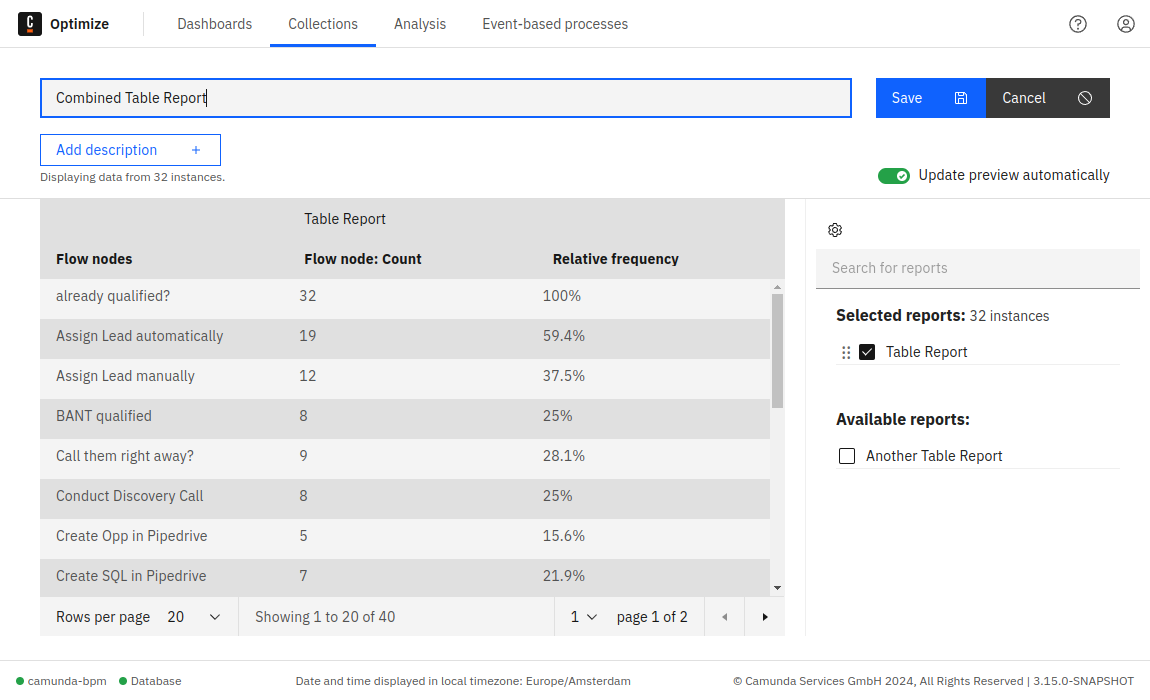 C Optimize Dashboards Collections Analysis Event-based processes
Combined Table Report
Save Cancel
Add description +
Displaying data from 32 instances.
Update preview automatically
Table Report
Flow nodes Flow node: Count Relative frequency
already qualified? 32 100%
Assign Lead automatically 19 59.4%
Assign Lead manually 12 37.5%
BANT qualified 8 25%
Call them right away? 9 28.1%
Conduct Discovery Call 8 25%
Create Opp in Pipedrive 5 15.6%
Create SQL in Pipedrive 7 21.9%
Rows per page 20 Showing 1 to 20 of 40 1 page 1 of 2
Search for reports
Selected reports: 32 instances
Table Report
Available reports:
Another Table Report
camunda-bpm Database Date and time displayed in local timezone: Europe/Amsterdam © Camunda Services GmbH 2024, All Rights Reserved | 3.15.0-SNAPSHOT